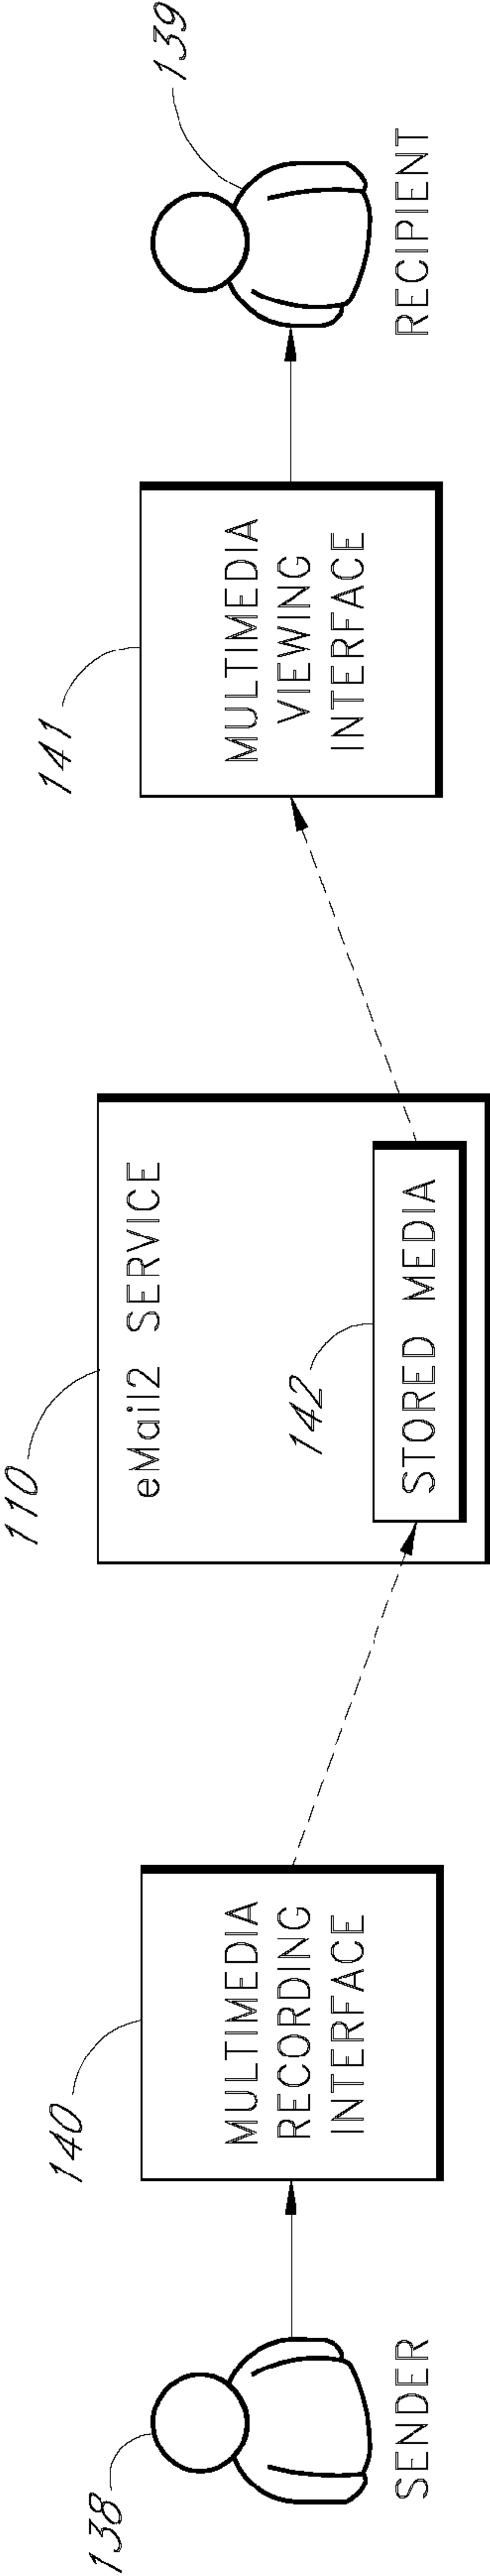 138
SENDER
140
MULTIMEDIA
RECORDING
INTERFACE
110
eMail2 SERVICE
142
STORED MEDIA
141
MULTIMEDIA
VIEWING
INTERFACE
139
RECIPIENT